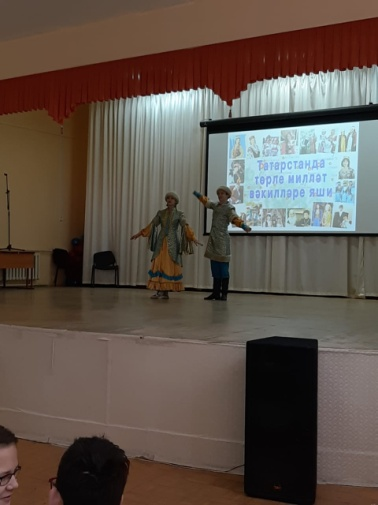 Татарстанда
төрле милләт
вәкилләре яши